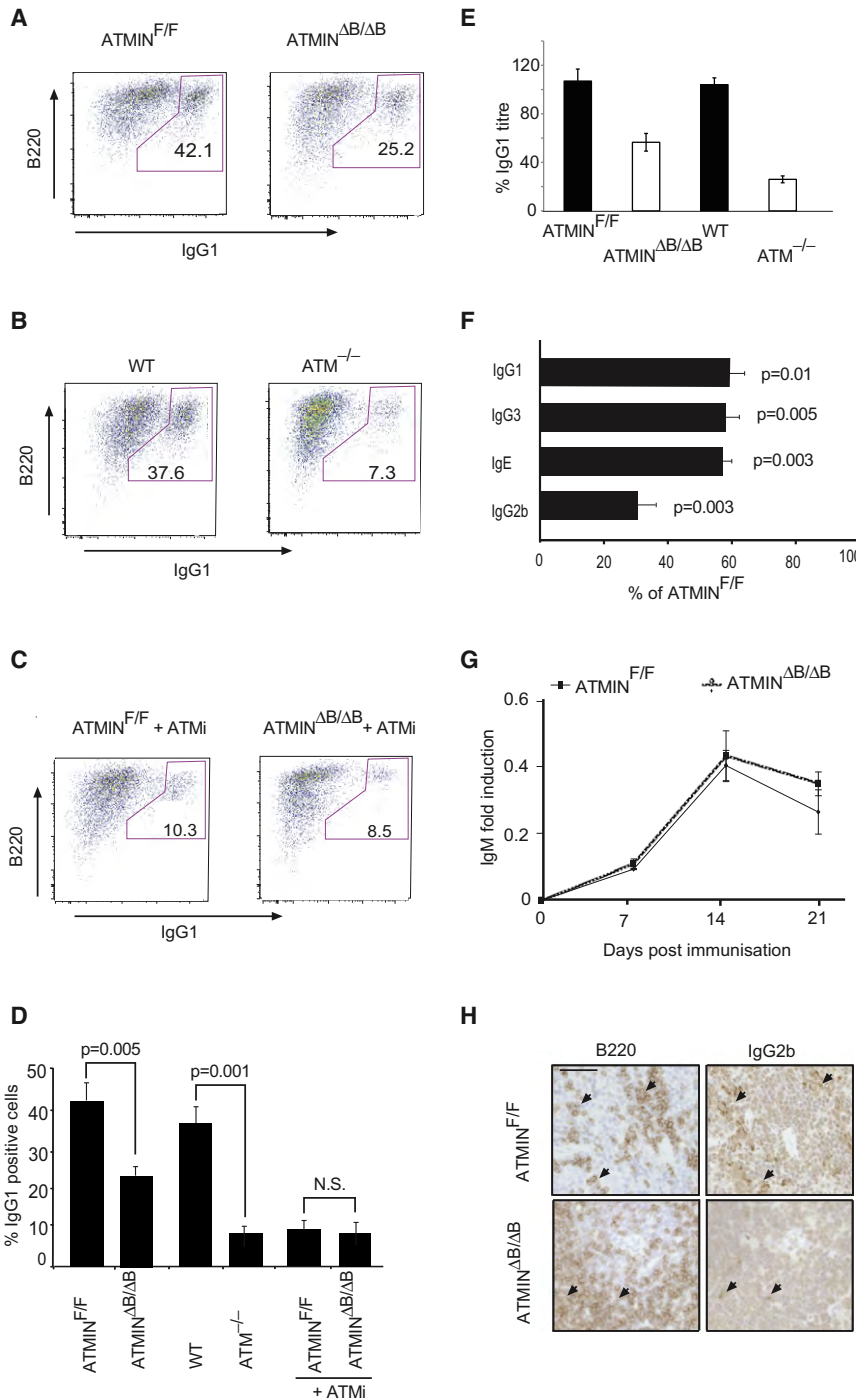 A
ATMIN^F/F
ATMIN^ΔB/ΔB
B220
42.1
25.2
IgG1
B
WT
ATM^−/−
B220
37.6
7.3
IgG1
C
ATMIN^F/F + ATMi
ATMIN^ΔB/ΔB + ATMi
B220
10.3
8.5
IgG1
D
p=0.005
p=0.001
N.S.
% IgG1 positive cells
50
40
30
20
10
0
ATMIN^F/F
ATMIN^ΔB/ΔB
WT
ATM^−/−
ATMIN^F/F
ATMIN^ΔB/ΔB
+ ATMi
E
% IgG1 titre
120
80
40
0
ATMIN^F/F
ATMIN^ΔB/ΔB
WT
ATM^−/−
F
IgG1
p=0.01
IgG3
p=0.005
IgE
p=0.003
IgG2b
p=0.003
0 20 40 60 80 100
% of ATMIN^F/F
G
ATMIN^F/F
ATMIN^ΔB/ΔB
IgM fold induction
0.6
0.4
0.2
0
0 7 14 21
Days post immunisation
H
B220
IgG2b
ATMIN^F/F
ATMIN^ΔB/ΔB